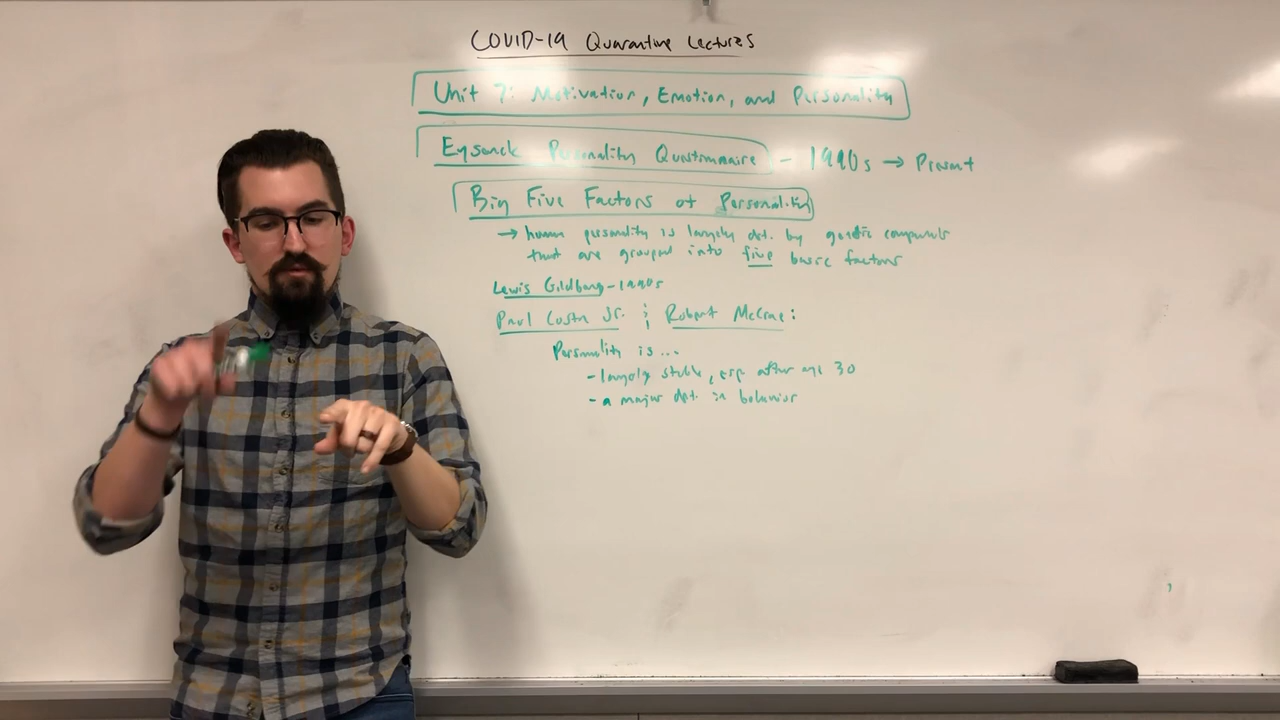 COVID-19 Quarantine Lectures
Unit 7: Motivation, Emotion, and Personality
Eysenck Personality Questionnaire - 1990s → Present
Big Five Factors of Personality
→ human personality is largely det. by genetic components
that are grouped into five basic factors
Lewis Goldberg - 1990s
Paul Costa Jr. & Robert McCrae:
Personality is...
- largely stable, esp after age 30
- a major det. in behavior